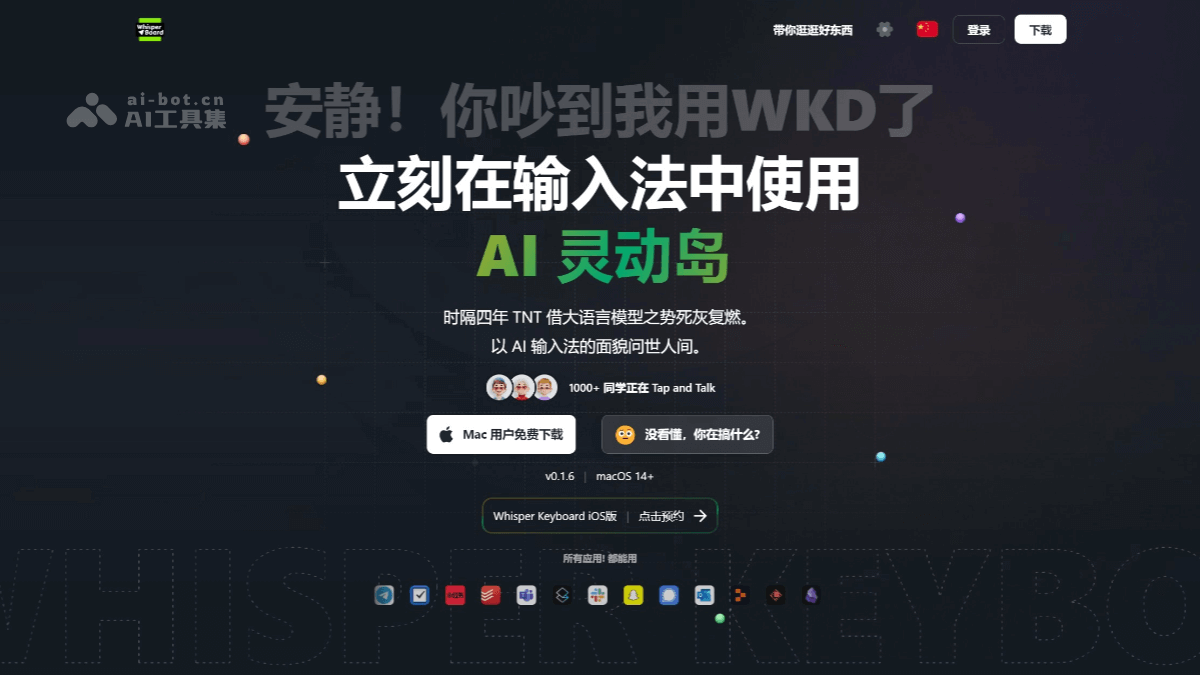 Whisper
Board
带你逛逛好东西
登录
下载
ai-bot.cn
AI工具集
安静！你吵到我用WKD了
立刻在输入法中使用
AI 灵动岛
时隔四年 TNT 借大语言模型之势死灰复燃。
以 AI 输入法的面貌问世人间。
1000+ 同学正在 Tap and Talk
Mac 用户免费下载
没看懂，你在搞什么?
v0.1.6 | macOS 14+
Whisper Keyboard iOS版 | 点击预约
所有应用! 都能用
WHISPER KEYBO